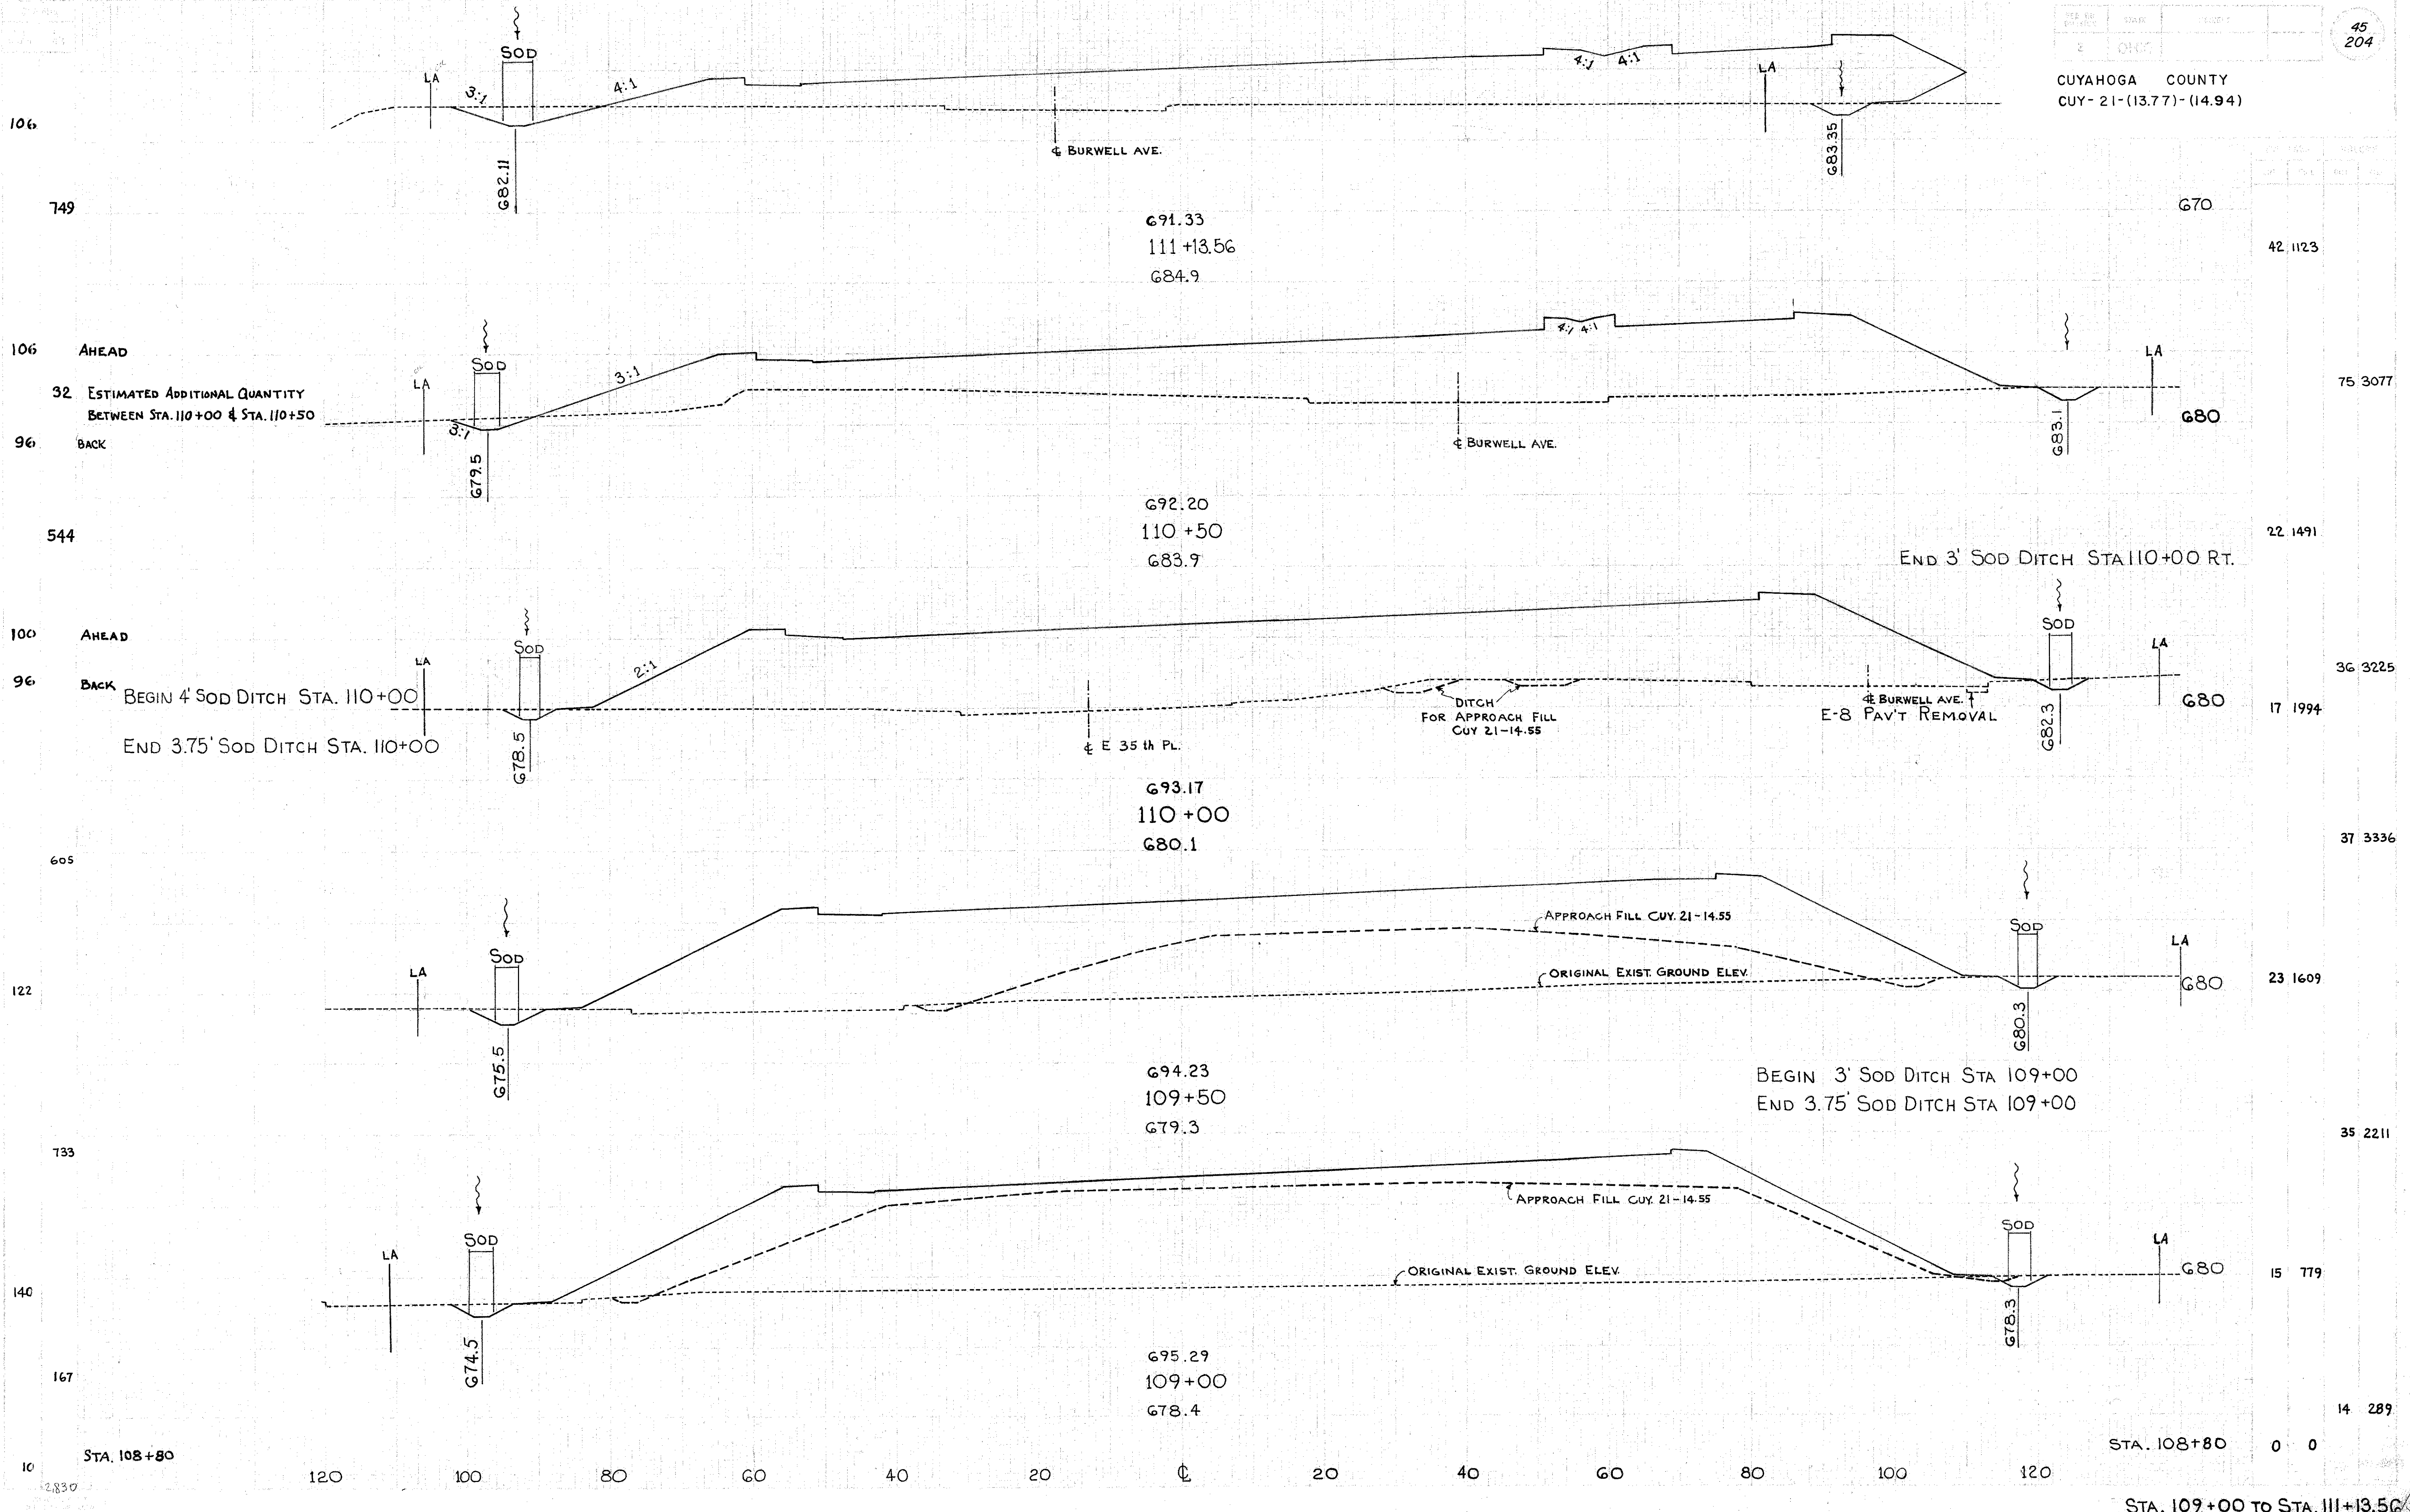 45
204
CUYAHOGA COUNTY
CUY-21-(13.77)-(14.94)
SOD
LA
3:1
4:1
4:1 4:1
LA
106
℄ BURWELL AVE.
682.11
683.35
749
691.33
111+13.56
684.9
670
42 1123
106 AHEAD
SOD
LA
3:1
4:1 4:1
LA
32 ESTIMATED ADDITIONAL QUANTITY
BETWEEN STA. 110+00 & STA. 110+50
96 BACK
3:1
679.5
℄ BURWELL AVE.
683.1
680
75 3077
692.20
110+50
683.9
544
22 1491
END 3' SOD DITCH STA 110+00 RT.
100 AHEAD
SOD
LA
2:1
SOD
LA
36 3225
96 BACK
BEGIN 4' SOD DITCH STA. 110+00
END 3.75' SOD DITCH STA. 110+00
678.5
℄ E 35 th PL.
DITCH
FOR APPROACH FILL
CUY 21-14.55
℄ BURWELL AVE.
E-8 PAV'T REMOVAL
682.3
680
17 1994
693.17
110+00
680.1
37 3336
605
APPROACH FILL CUY. 21-14.55
SOD
LA
SOD
LA
ORIGINAL EXIST. GROUND ELEV.
122
680
23 1609
675.5
680.3
694.23
109+50
679.3
BEGIN 3' SOD DITCH STA 109+00
END 3.75' SOD DITCH STA 109+00
35 2211
733
APPROACH FILL CUY. 21-14.55
SOD
LA
SOD
LA
ORIGINAL EXIST. GROUND ELEV.
680
15 779
140
674.5
678.3
695.29
109+00
678.4
167
14 289
STA. 108+80
STA. 108+80 0 0
10
2,830
120 100 80 60 40 20 ℄ 20 40 60 80 100 120
STA. 109+00 TO STA. 111+13.56